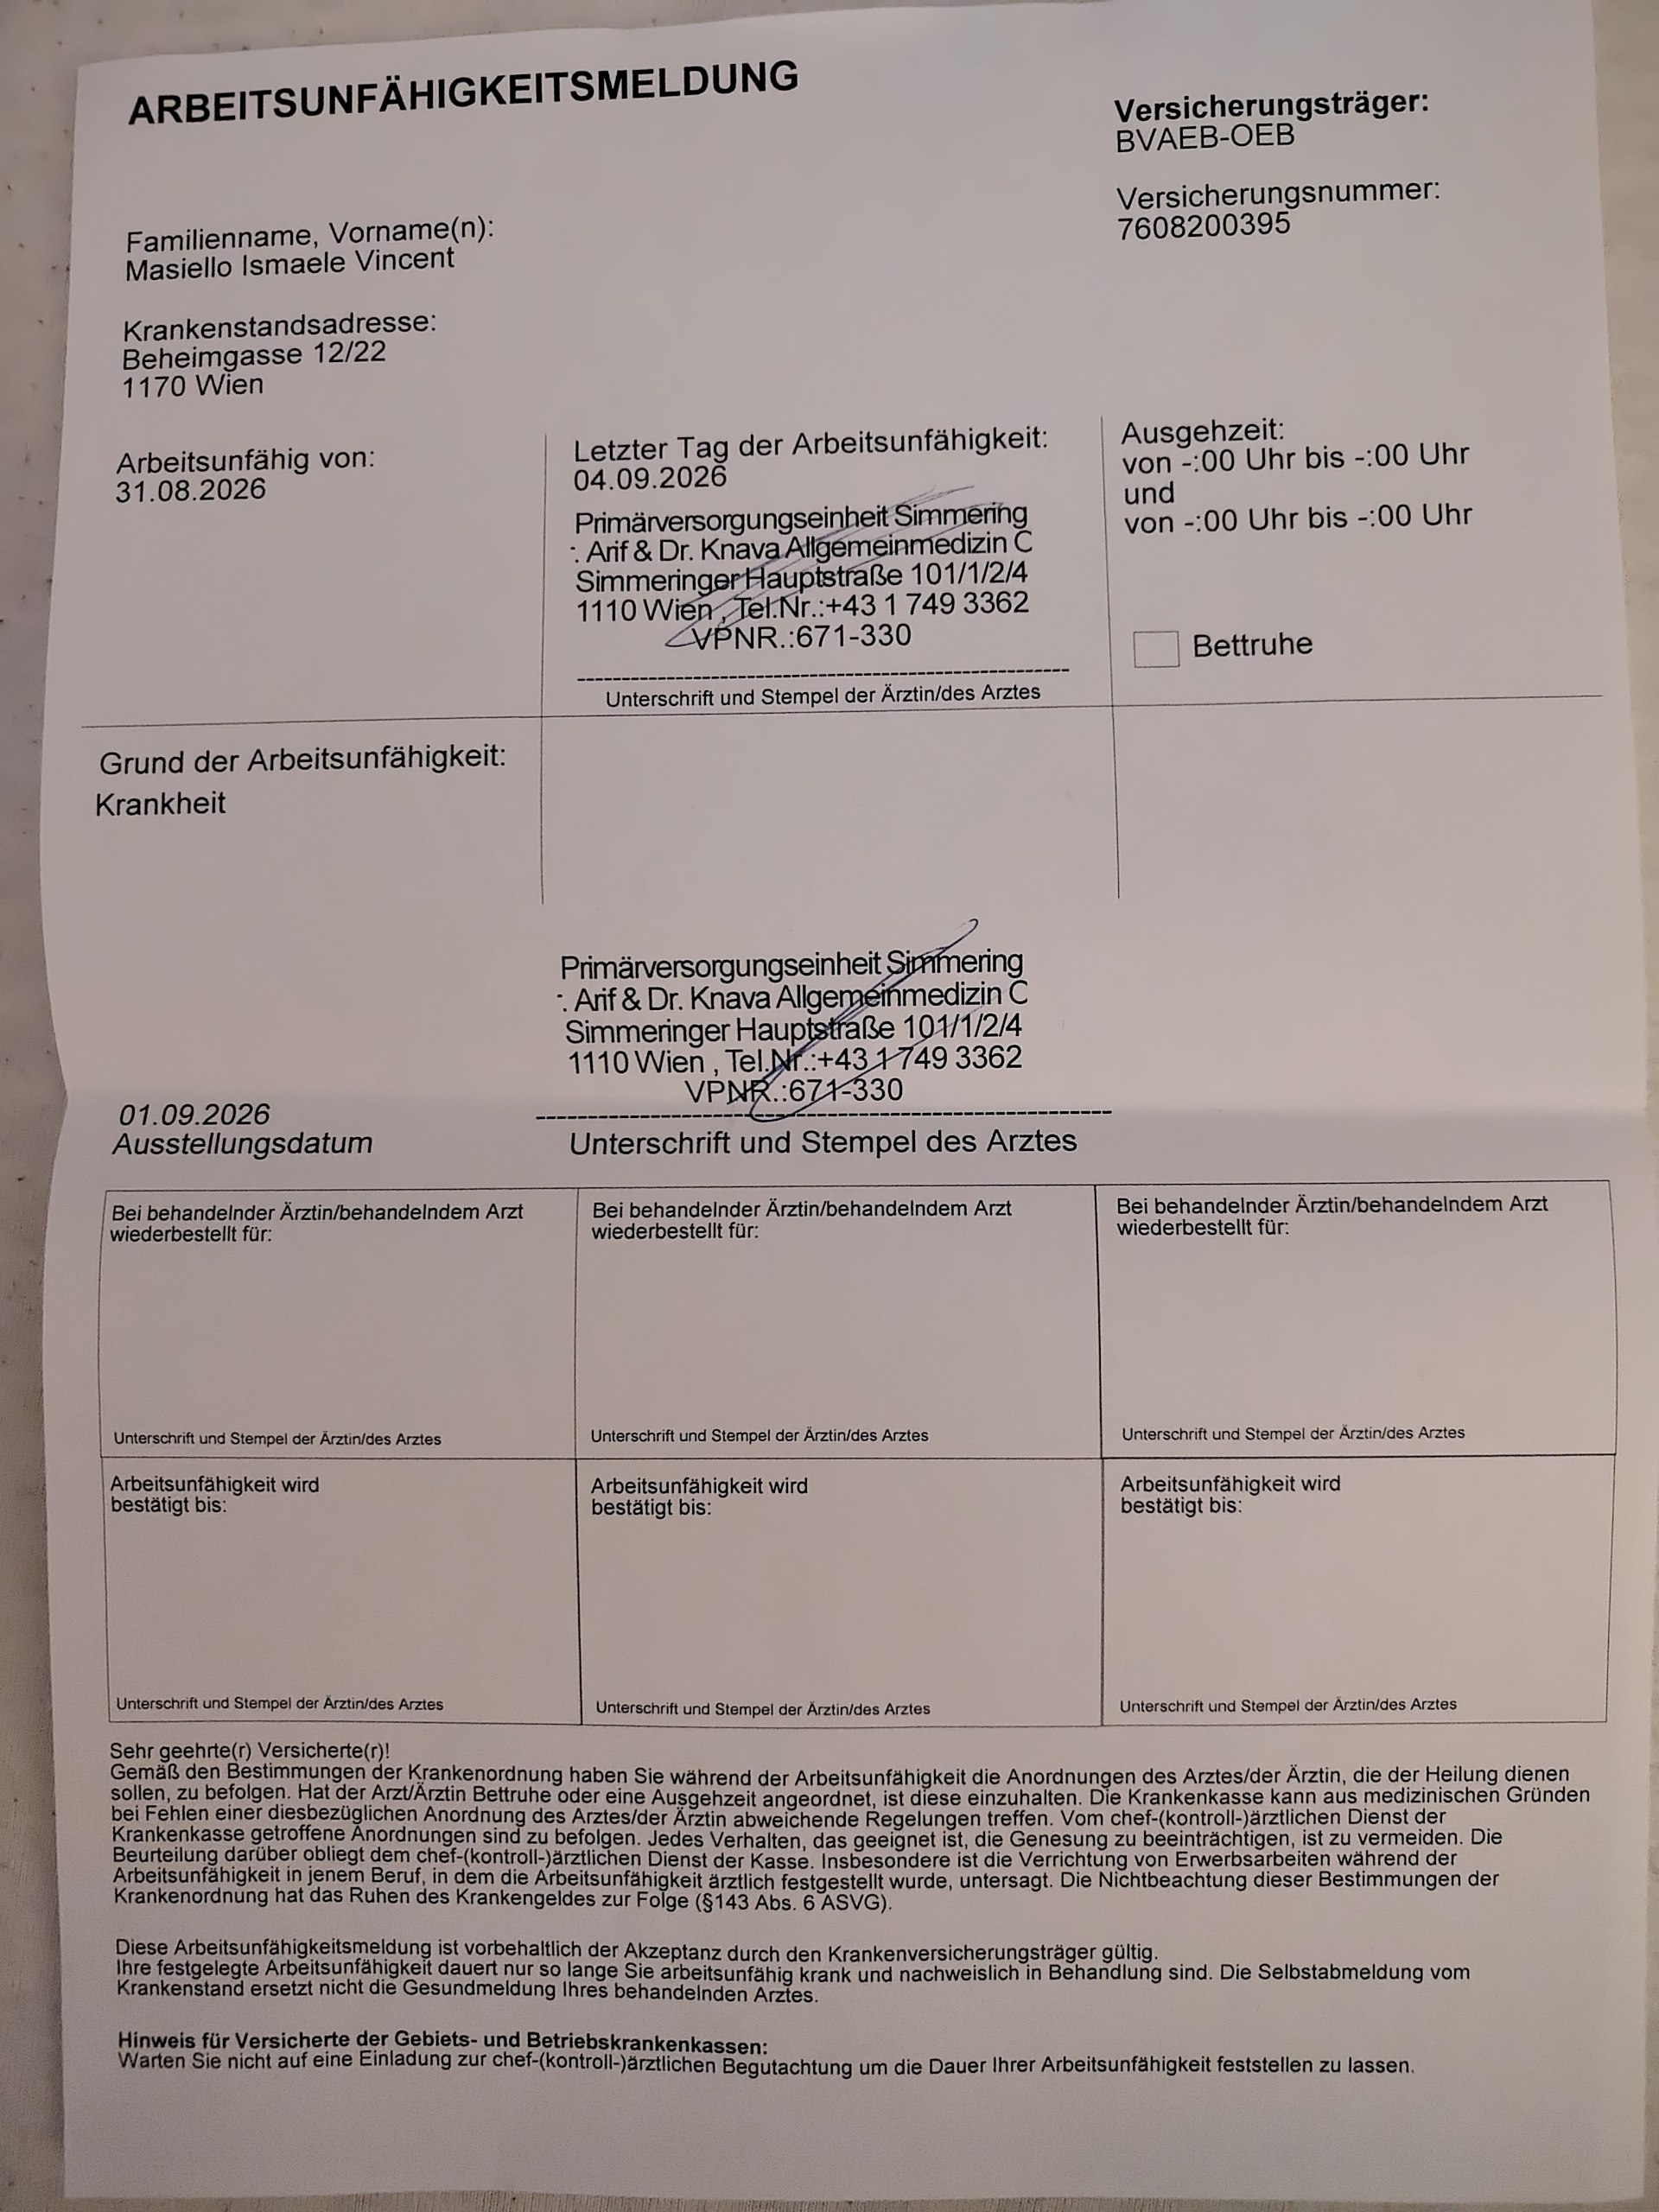 ARBEITSUNFÄHIGKEITSMELDUNG
Versicherungsträger:
BVAEB-OEB
Versicherungsnummer:
7608200395
Familienname, Vorname(n):
Masiello Ismaele Vincent
Krankenstandsadresse:
Beheimgasse 12/22
1170 Wien
Arbeitsunfähig von:
31.08.2026
Letzter Tag der Arbeitsunfähigkeit:
04.09.2026
Primärversorgungseinheit Simmering
. Arif & Dr. Knava Allgemeinmedizin C
Simmeringer Hauptstraße 101/1/2/4
1110 Wien , Tel.Nr.:+43 1 749 3362
VPNR.:671-330
Unterschrift und Stempel der Ärztin/des Arztes
Ausgehzeit:
von -:00 Uhr bis -:00 Uhr
und
von -:00 Uhr bis -:00 Uhr
Bettruhe
Grund der Arbeitsunfähigkeit:
Krankheit
Primärversorgungseinheit Simmering
. Arif & Dr. Knava Allgemeinmedizin C
Simmeringer Hauptstraße 101/1/2/4
1110 Wien , Tel.Nr.:+43 1 749 3362
VPNR.:671-330
01.09.2026
Ausstellungsdatum
Unterschrift und Stempel des Arztes
Bei behandelnder Ärztin/behandelndem Arzt
wiederbestellt für:
Unterschrift und Stempel der Ärztin/des Arztes
Bei behandelnder Ärztin/behandelndem Arzt
wiederbestellt für:
Unterschrift und Stempel der Ärztin/des Arztes
Bei behandelnder Ärztin/behandelndem Arzt
wiederbestellt für:
Unterschrift und Stempel der Ärztin/des Arztes
Arbeitsunfähigkeit wird
bestätigt bis:
Unterschrift und Stempel der Ärztin/des Arztes
Arbeitsunfähigkeit wird
bestätigt bis:
Unterschrift und Stempel der Ärztin/des Arztes
Arbeitsunfähigkeit wird
bestätigt bis:
Unterschrift und Stempel der Ärztin/des Arztes
Sehr geehrte(r) Versicherte(r)!
Gemäß den Bestimmungen der Krankenordnung haben Sie während der Arbeitsunfähigkeit die Anordnungen des Arztes/der Ärztin, die der Heilung dienen
sollen, zu befolgen. Hat der Arzt/Ärztin Bettruhe oder eine Ausgehzeit angeordnet, ist diese einzuhalten. Die Krankenkasse kann aus medizinischen Gründen
bei Fehlen einer diesbezüglichen Anordnung des Arztes/der Ärztin abweichende Regelungen treffen. Vom chef-(kontroll-)ärztlichen Dienst der
Krankenkasse getroffene Anordnungen sind zu befolgen. Jedes Verhalten, das geeignet ist, die Genesung zu beeinträchtigen, ist zu vermeiden. Die
Beurteilung darüber obliegt dem chef-(kontroll-)ärztlichen Dienst der Kasse. Insbesondere ist die Verrichtung von Erwerbsarbeiten während der
Arbeitsunfähigkeit in jenem Beruf, in dem die Arbeitsunfähigkeit ärztlich festgestellt wurde, untersagt. Die Nichtbeachtung dieser Bestimmungen der
Krankenordnung hat das Ruhen des Krankengeldes zur Folge (§143 Abs. 6 ASVG).
Diese Arbeitsunfähigkeitsmeldung ist vorbehaltlich der Akzeptanz durch den Krankenversicherungsträger gültig.
Ihre festgelegte Arbeitsunfähigkeit dauert nur so lange Sie arbeitsunfähig krank und nachweislich in Behandlung sind. Die Selbstabmeldung vom
Krankenstand ersetzt nicht die Gesundmeldung Ihres behandelnden Arztes.
Hinweis für Versicherte der Gebiets- und Betriebskrankenkassen:
Warten Sie nicht auf eine Einladung zur chef-(kontroll-)ärztlichen Begutachtung um die Dauer Ihrer Arbeitsunfähigkeit feststellen zu lassen.